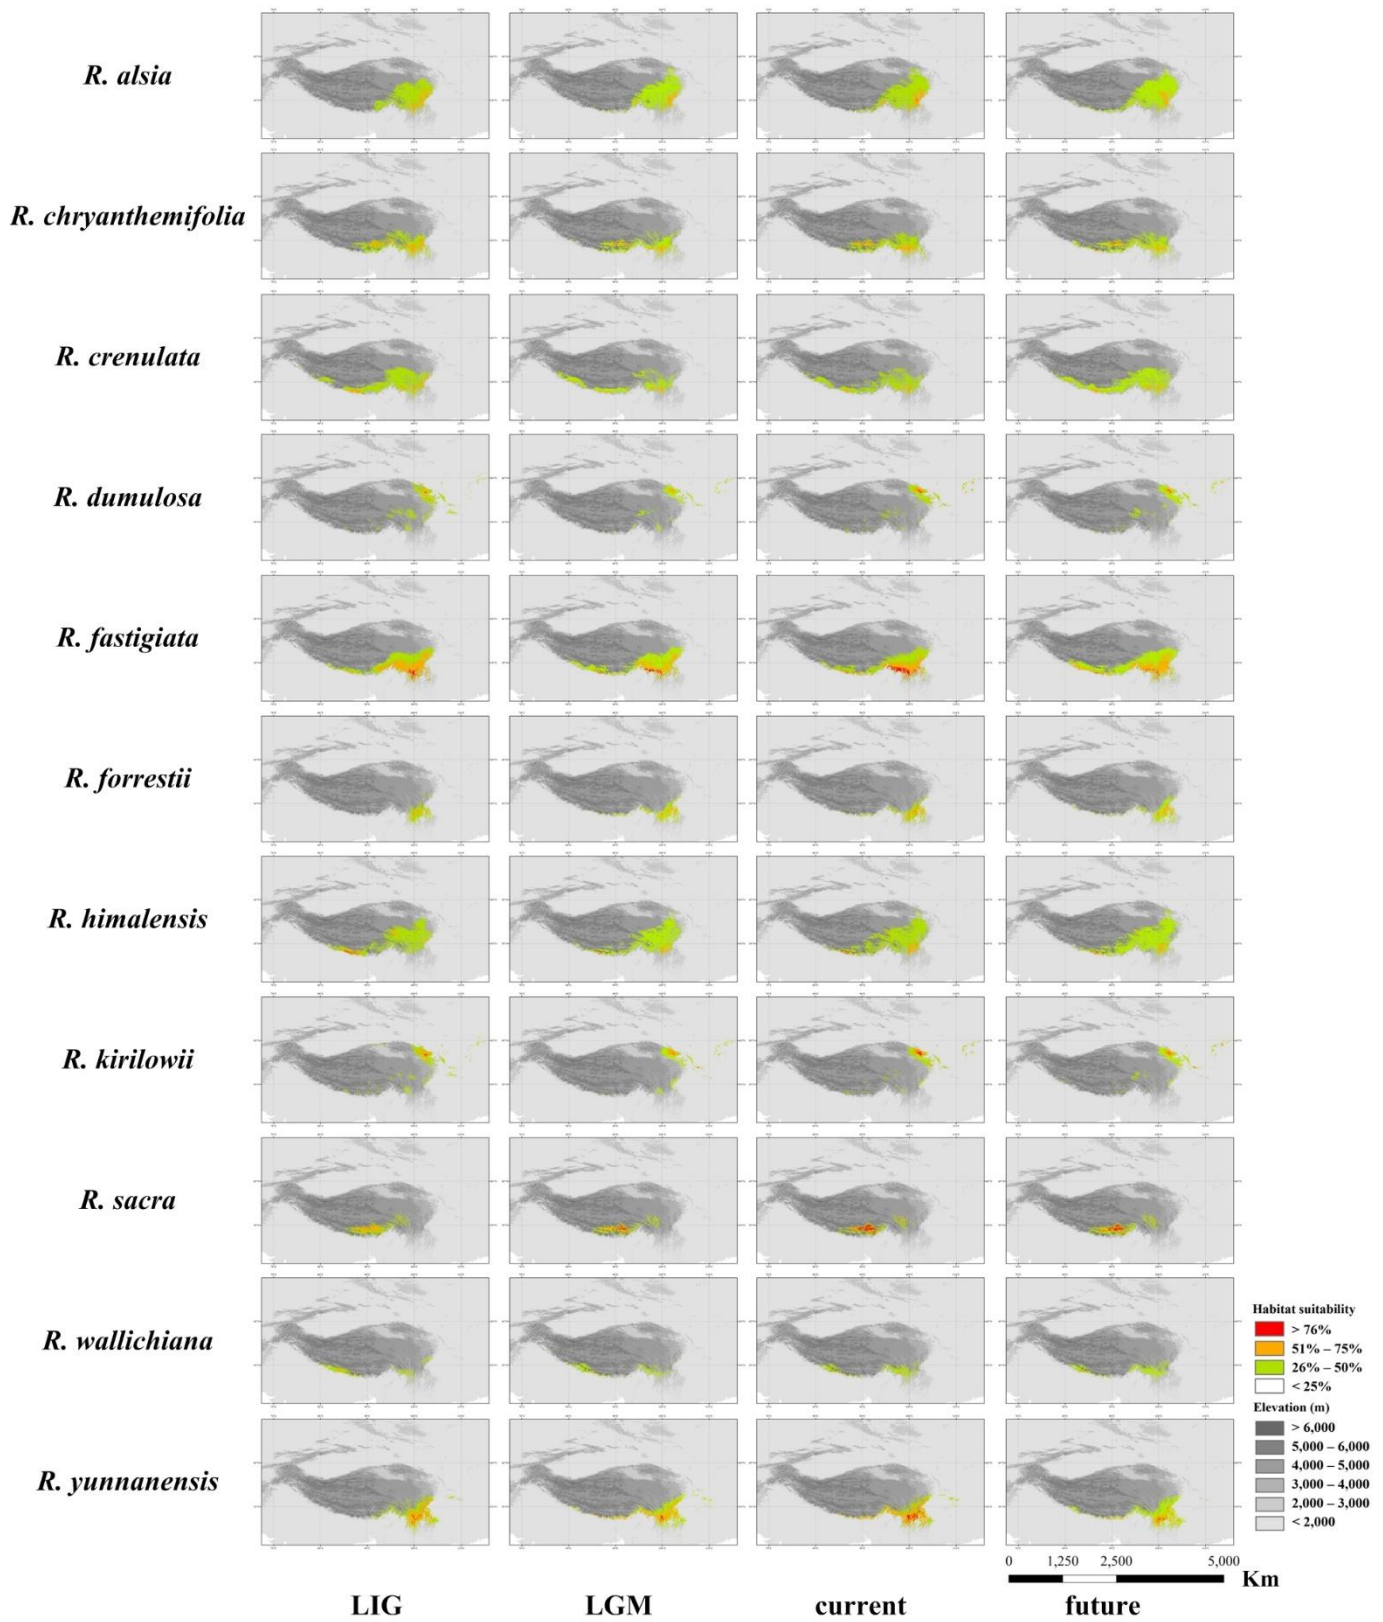 R. alsia
R. chryanthemifolia
R. crenulata
R. dumulosa
R. fastigiata
R. forrestii
R. himalensis
R. kirilowii
R. sacra
R. wallichiana
R. yunnanensis
Habitat suitability
> 76%
51% – 75%
26% – 50%
< 25%
Elevation (m)
> 6,000
5,000 – 6,000
4,000 – 5,000
3,000 – 4,000
2,000 – 3,000
< 2,000
0 1,250 2,500 5,000
Km
LIG LGM current future